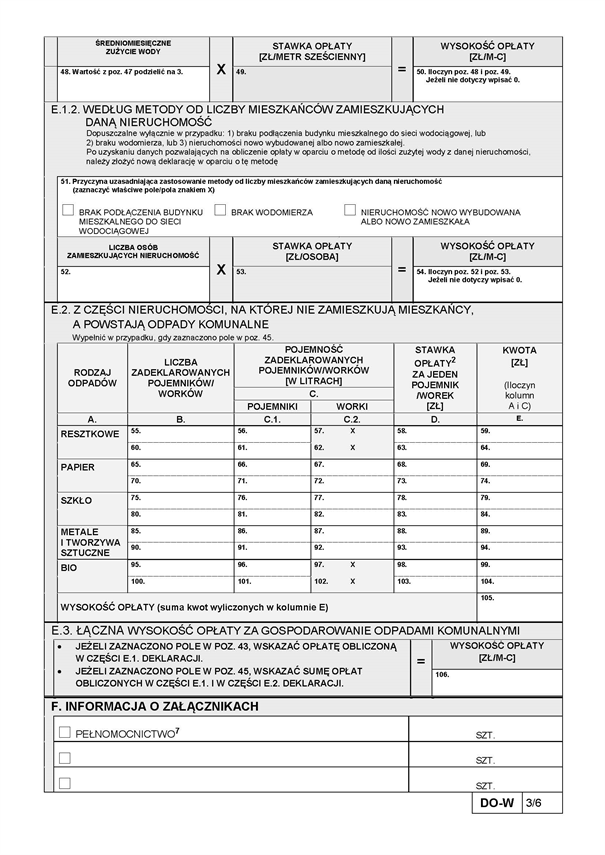 ŚREDNIOMIESIĘCZNE
ZUŻYCIE WODY
STAWKA OPŁATY
[ZŁ/METR SZEŚCIENNY]
WYSOKOŚĆ OPŁATY
[ZŁ/M-C]
48. Wartość z poz. 47 podzielić na 3.
X
49.
=
50. Iloczyn poz. 48 i poz. 49.
Jeżeli nie dotyczy wpisać 0.
E.1.2. WEDŁUG METODY OD LICZBY MIESZKAŃCÓW ZAMIESZKUJĄCYCH
DANĄ NIERUCHOMOŚĆ
Dopuszczalne wyłącznie w przypadku: 1) braku podłączenia budynku mieszkalnego do sieci wodociągowej, lub
2) braku wodomierza, lub 3) nieruchomości nowo wybudowanej albo nowo zamieszkałej.
Po uzyskaniu danych pozwalających na obliczenie opłaty w oparciu o metodę od ilości zużytej wody z danej nieruchomości,
należy złożyć nową deklarację w oparciu o tę metodę
51. Przyczyna uzasadniająca zastosowanie metody od liczby mieszkańców zamieszkujących daną nieruchomość
(zaznaczyć właściwe pole/pola znakiem X)
BRAK PODŁĄCZENIA BUDYNKU
MIESZKALNEGO DO SIECI
WODOCIĄGOWEJ
BRAK WODOMIERZA
NIERUCHOMOŚĆ NOWO WYBUDOWANA
ALBO NOWO ZAMIESZKAŁA
LICZBA OSÓB
ZAMIESZKUJĄCYCH NIERUCHOMOŚĆ
STAWKA OPŁATY
[ZŁ/OSOBA]
WYSOKOŚĆ OPŁATY
[ZŁ/M-C]
52.
X
53.
=
54. Iloczyn poz. 52 i poz. 53.
Jeżeli nie dotyczy wpisać 0.
E.2. Z CZĘŚCI NIERUCHOMOŚCI, NA KTÓREJ NIE ZAMIESZKUJĄ MIESZKAŃCY,
A POWSTAJĄ ODPADY KOMUNALNE
Wypełnić w przypadku, gdy zaznaczono pole w poz. 45.
RODZAJ
ODPADÓW
LICZBA
ZADEKLAROWANYCH
POJEMNIKÓW/
WORKÓW
POJEMNOŚĆ
ZADEKLAROWANYCH
POJEMNIKÓW/WORKÓW
[W LITRACH]
C.
POJEMNIKI
WORKI
STAWKA
OPŁATY2
ZA JEDEN
POJEMNIK
/WOREK
[ZŁ]
KWOTA
[ZŁ]
(Iloczyn
kolumn
A i C)
A.
B.
C.1.
C.2.
D.
E.
RESZTKOWE
55.
56.
57. X
58.
59.
60.
61.
62. X
63.
64.
PAPIER
65.
66.
67.
68.
69.
70.
71.
72.
73.
74.
SZKŁO
75.
76.
77.
78.
79.
80.
81.
82.
83.
84.
METALE
I TWORZYWA
SZTUCZNE
85.
86.
87.
88.
89.
90.
91.
92.
93.
94.
BIO
95.
96.
97. X
98.
99.
100.
101.
102. X
103.
104.
WYSOKOŚĆ OPŁATY (suma kwot wyliczonych w kolumnie E)
105.
E.3. ŁĄCZNA WYSOKOŚĆ OPŁATY ZA GOSPODAROWANIE ODPADAMI KOMUNALNYMI
• JEŻELI ZAZNACZONO POLE W POZ. 43, WSKAZAĆ OPŁATĘ OBLICZONĄ
W CZĘŚCI E.1. DEKLARACJI.
• JEŻELI ZAZNACZONO POLE W POZ. 45, WSKAZAĆ SUMĘ OPŁAT
OBLICZONYCH W CZĘŚCI E.1. I W CZĘŚCI E.2. DEKLARACJI.
=
WYSOKOŚĆ OPŁATY
[ZŁ/M-C]
106.
F. INFORMACJA O ZAŁĄCZNIKACH
PEŁNOMOCNICTWO7
SZT.
SZT.
SZT.
DO-W
3/6